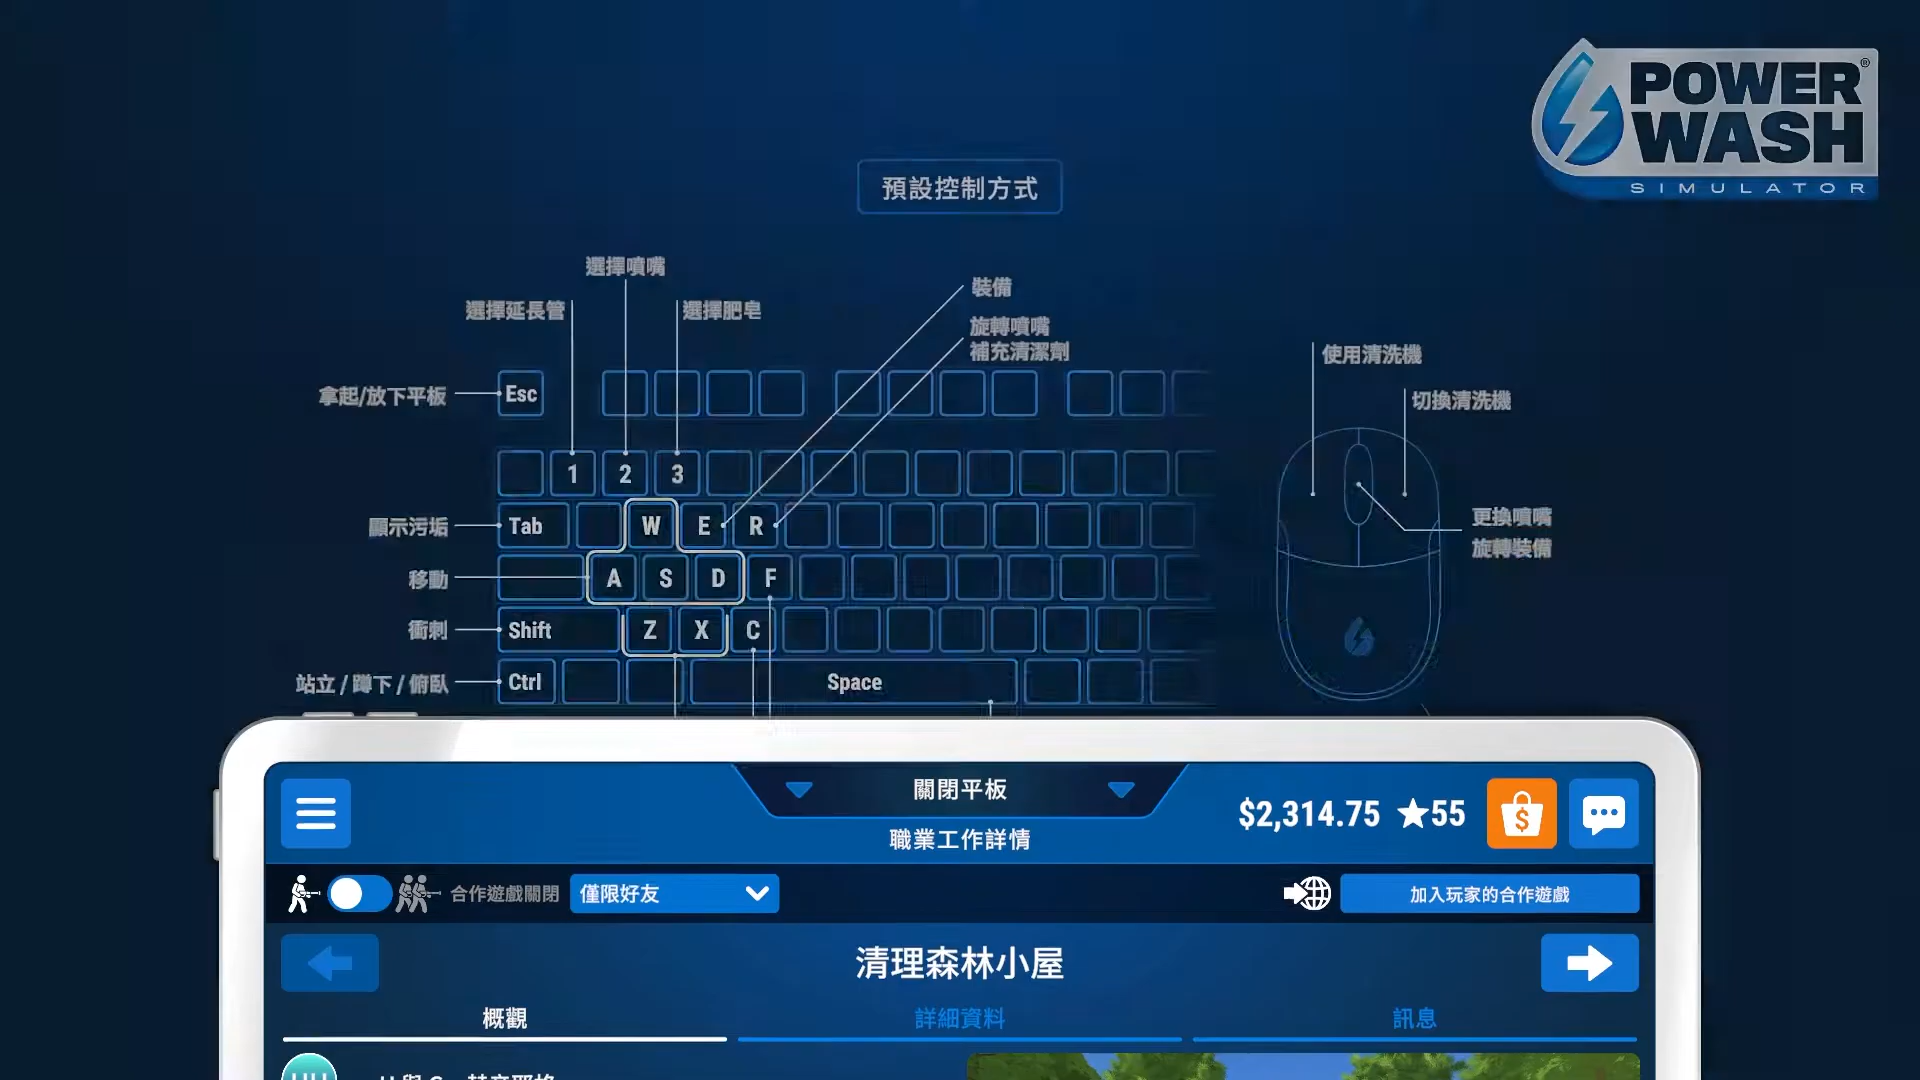 POWER
WASH
SIMULATOR
預設控制方式
選擇噴嘴
選擇延長管
選擇肥皂
裝備
旋轉噴嘴
補充清潔劑
使用清洗機
切換清洗機
拿起/放下平板
Esc
1 2 3
顯示污垢
Tab W E R
更換噴嘴
旋轉裝備
移動
A S D F
衝刺
Shift Z X C
站立 / 蹲下 / 俯臥
Ctrl Space
關閉平板
$2,314.75 ★55
職業工作詳情
合作遊戲關閉 僅限好友
加入玩家的合作遊戲
清理森林小屋
概觀 詳細資料 訊息